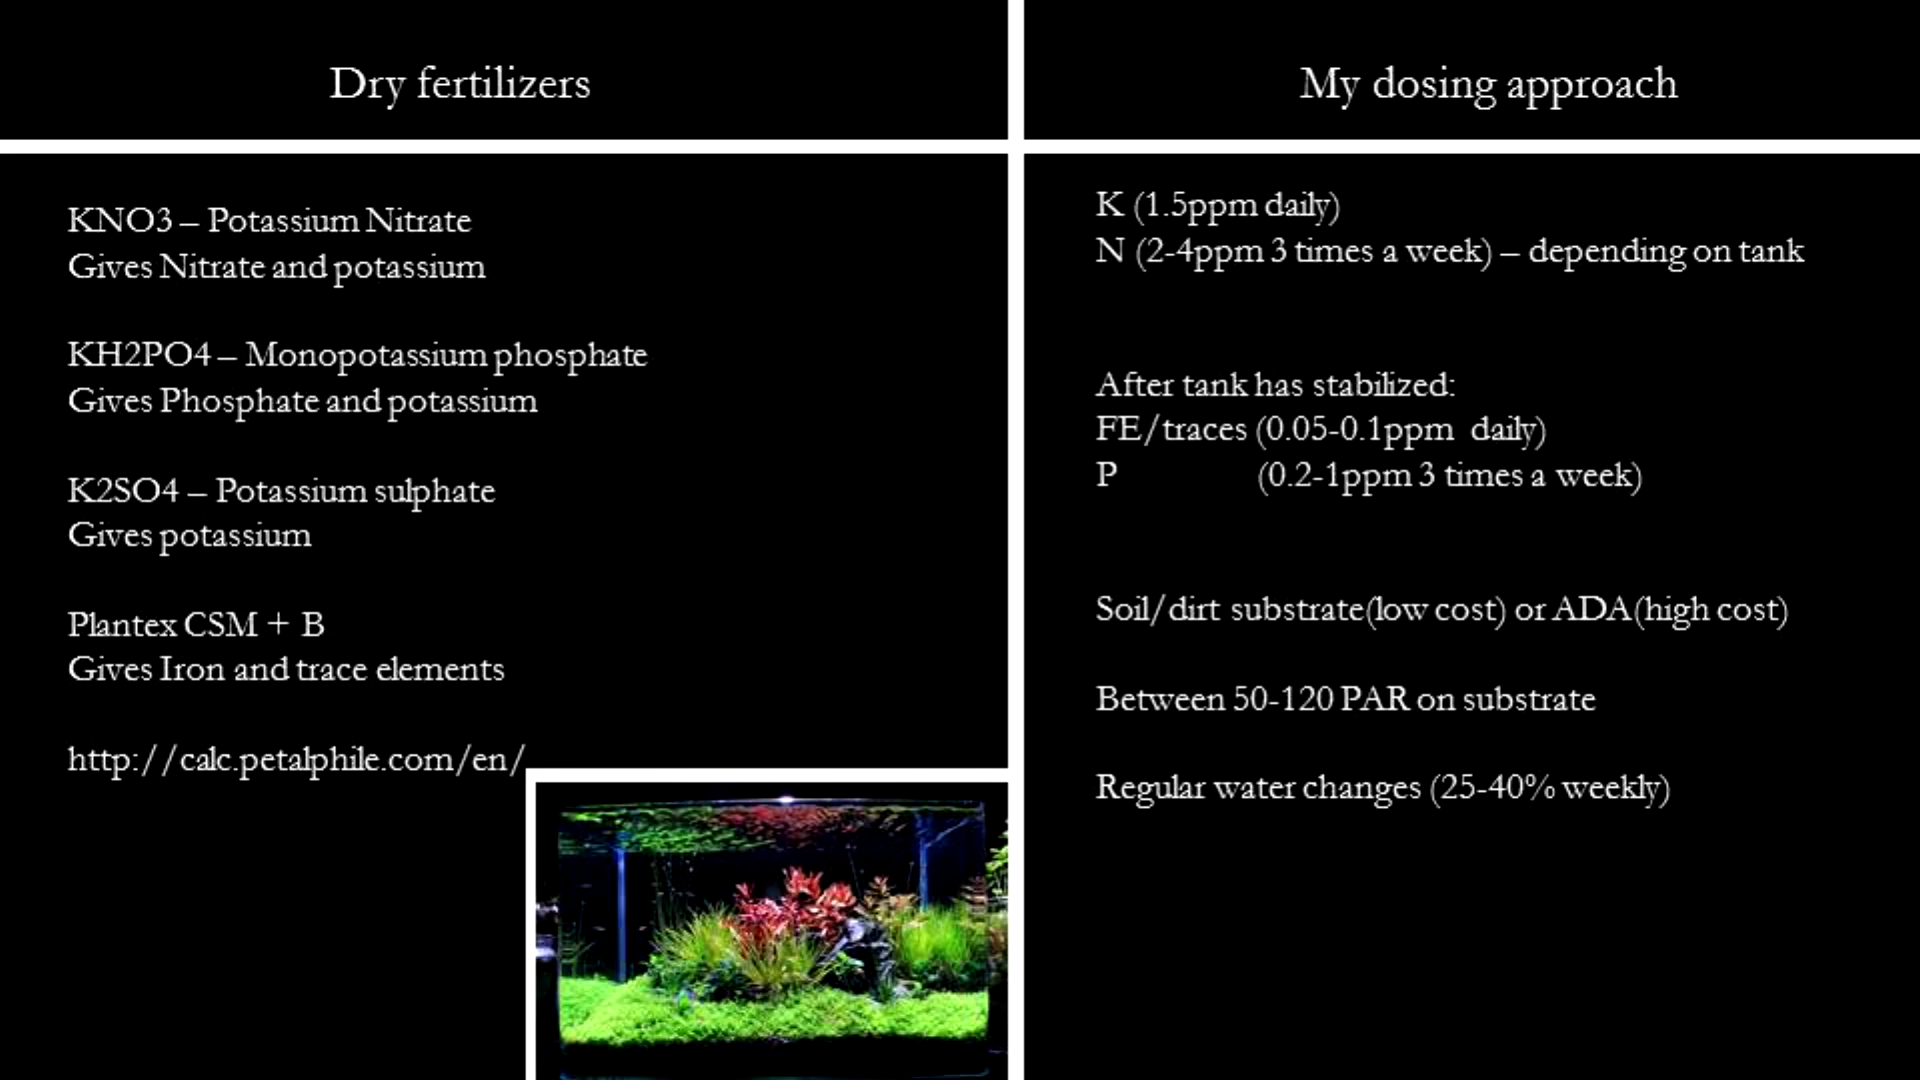 Dry fertilizers
KNO3 – Potassium Nitrate
Gives Nitrate and potassium
KH2PO4 – Monopotassium phosphate
Gives Phosphate and potassium
K2SO4 – Potassium sulphate
Gives potassium
Plantex CSM + B
Gives Iron and trace elements
http://calc.petalphile.com/en/
My dosing approach
K (1.5ppm daily)
N (2-4ppm 3 times a week) – depending on tank
After tank has stabilized:
FE/traces (0.05-0.1ppm daily)
P (0.2-1ppm 3 times a week)
Soil/dirt substrate(low cost) or ADA(high cost)
Between 50-120 PAR on substrate
Regular water changes (25-40% weekly)